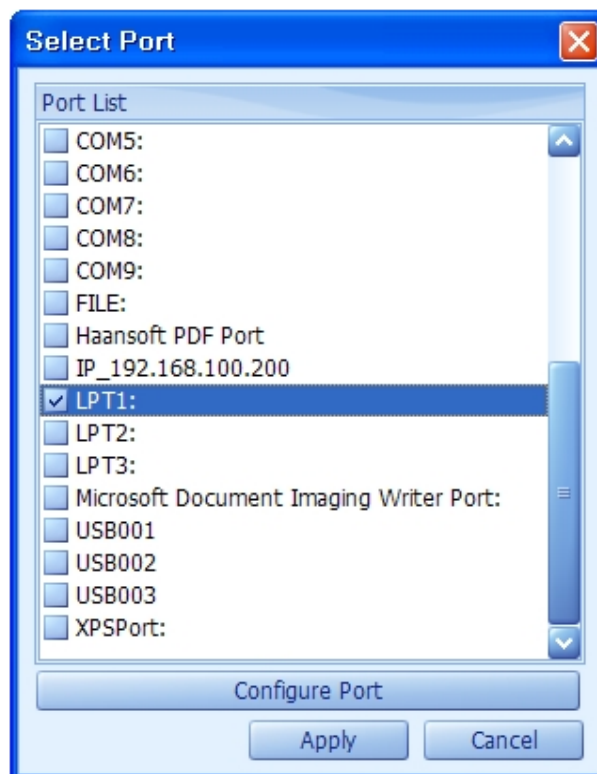 Select Port
Port List
COM5:
COM6:
COM7:
COM8:
COM9:
FILE:
Haansoft PDF Port
IP_192.168.100.200
LPT1:
LPT2:
LPT3:
Microsoft Document Imaging Writer Port:
USB001
USB002
USB003
XPSPort:
Configure Port
Apply Cancel